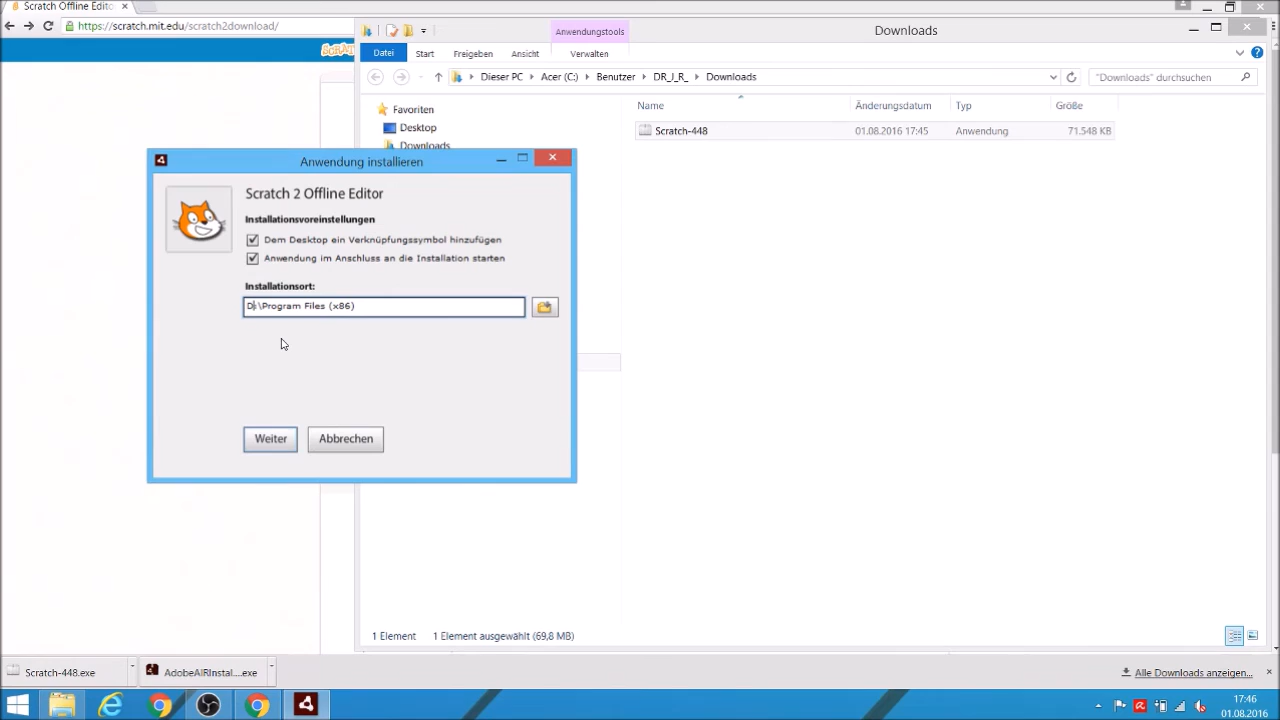 Scratch Offline Editor
https://scratch.mit.edu/scratch2download/
Anwendungstools
Downloads
Datei
Start
Freigeben
Ansicht
Verwalten
Dieser PC
Acer (C:)
Benutzer
DR_J_R_
Downloads
"Downloads" durchsuchen
Favoriten
Desktop
Downloads
Name
Änderungsdatum
Typ
Größe
Scratch-448
01.08.2016 17:45
Anwendung
71.548 KB
Anwendung installieren
Scratch 2 Offline Editor
Installationsvoreinstellungen
Dem Desktop ein Verknüpfungssymbol hinzufügen
Anwendung im Anschluss an die Installation starten
Installationsort:
D:\Program Files (x86)
Weiter
Abbrechen
1 Element
1 Element ausgewählt (69,8 MB)
Scratch-448.exe
AdobeAIRInstal....exe
Alle Downloads anzeigen...
17:46
01.08.2016